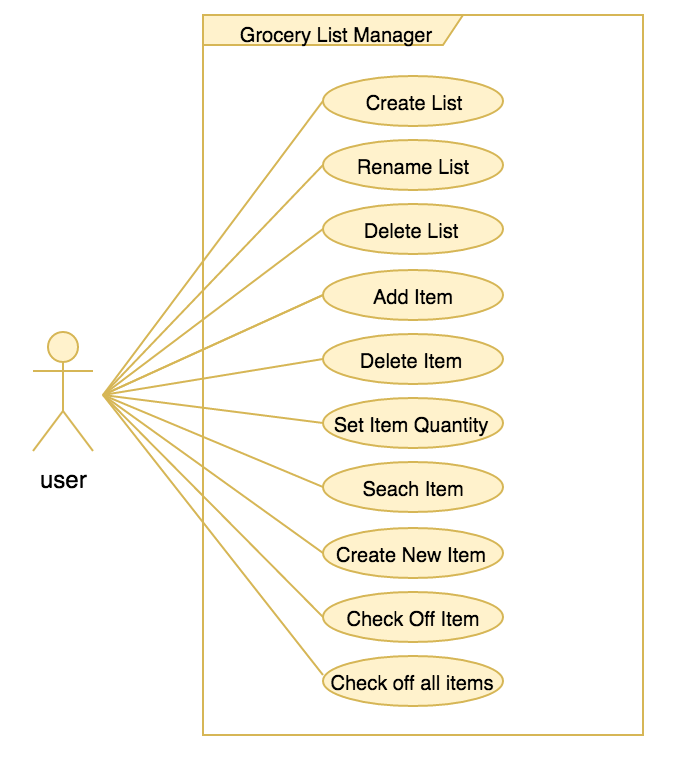 Grocery List Manager
Create List
Rename List
Delete List
Add Item
Delete Item
Set Item Quantity
Seach Item
Create New Item
Check Off Item
Check off all items
user